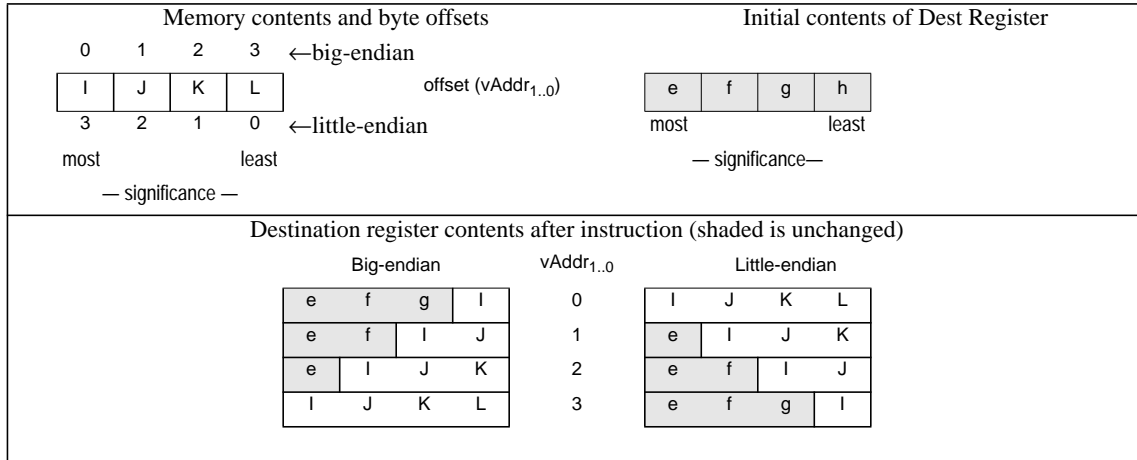 Memory contents and byte offsets Initial contents of Dest Register
0 1 2 3 ←big-endian
I J K L offset (vAddr1..0) e f g h
3 2 1 0 ←little-endian most least
most least — significance—
— significance —
Destination register contents after instruction (shaded is unchanged)
Big-endian vAddr1..0 Little-endian
e f g I 0 I J K L
e f I J 1 e I J K
e I J K 2 e f I J
I J K L 3 e f g I